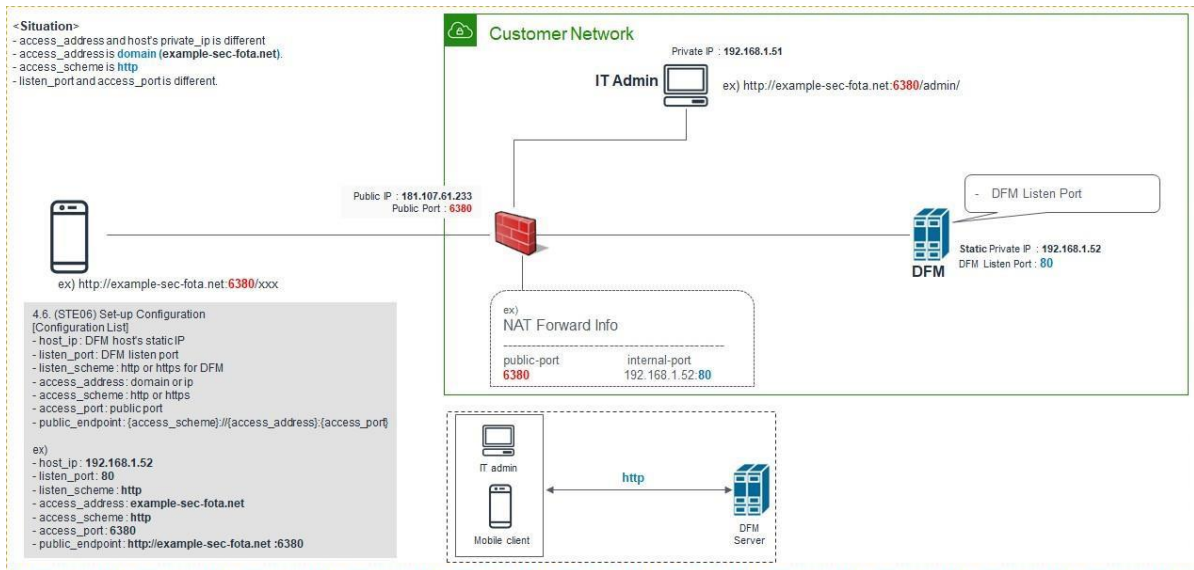 <Situation>
- access_address and host's private_ip is different
- access_address is domain (example-sec-fota.net).
- access_scheme is http
- listen_port and access_port is different.
Customer Network
Private IP : 192.168.1.51
IT Admin
ex) http://example-sec-fota.net:6380/admin/
Public IP : 181.107.61.233
Public Port : 6380
- DFM Listen Port
Static Private IP : 192.168.1.52
DFM Listen Port : 80
DFM
ex) http://example-sec-fota.net:6380/xxx
ex)
NAT Forward Info
public-port internal-port
6380 192.168.1.52:80
4.6. (STE06) Set-up Configuration
[Configuration List]
- host_ip : DFM host's static IP
- listen_port: DFM listen port
- listen_scheme: http or https for DFM
- access_address: domain or ip
- access_scheme : http or https
- access_port : public port
- public_endpoint: {access_scheme}://{access_address}:{access_port}
ex)
- host_ip : 192.168.1.52
- listen_port: 80
- listen_scheme: http
- access_address: example-sec-fota.net
- access_scheme : http
- access_port : 6380
- public_endpoint: http://example-sec-fota.net :6380
IT admin
Mobile client
http
DFM
Server